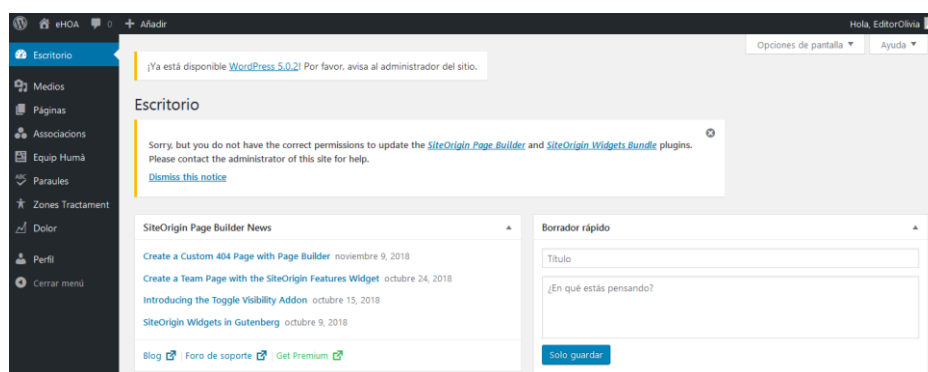 eHOA 0 + Añadir Hola, EditorOlivia
Escritorio
Medios
Páginas
Associacions
Equip Humà
Paraules
Zones Tractament
Dolor
Perfil
Cerrar menú
Opciones de pantalla Ayuda
¡Ya está disponible WordPress 5.0.2! Por favor, avisa al administrador del sitio.
Escritorio
Sorry, but you do not have the correct permissions to update the SiteOrigin Page Builder and SiteOrigin Widgets Bundle plugins.
Please contact the administrator of this site for help.
Dismiss this notice
SiteOrigin Page Builder News
Create a Custom 404 Page with Page Builder noviembre 9, 2018
Create a Team Page with the SiteOrigin Features Widget octubre 24, 2018
Introducing the Toggle Visibility Addon octubre 15, 2018
SiteOrigin Widgets in Gutenberg octubre 9, 2018
Blog | Foro de soporte | Get Premium
Borrador rápido
Título
¿En qué estás pensando?
Solo guardar